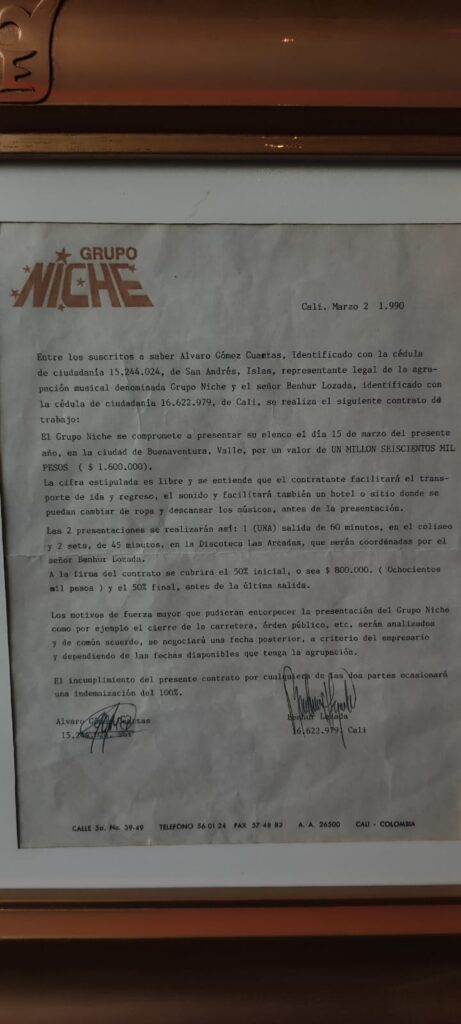 GRUPO
NICHE
Cali, Marzo 2 1.990
Entre los suscritos a saber Alvaro Gómez Cuartas, Identificado con la cédula
de ciudadanía 15.244.024, de San Andrés, Islas, representante legal de la agru-
pación musical denominada Grupo Niche y el señor Benhur Lozada, identificado con
la cédula de ciudadanía 16.622.979, de Cali, se realiza el siguiente contrato de
trabajo:
El Grupo Niche se compromete a presentar su elenco el día 15 de marzo del presente
año, en la ciudad de Buenaventura, Valle, por un valor de UN MILLON SEISCIENTOS MIL
PESOS ( $ 1.600.000).
La cifra estipulada es libre y se entiende que el contratante facilitará el trans-
porte de ida y regreso, el sonido y facilitará también un hotel o sitio donde se
puedan cambiar de ropa y descansar los músicos, antes de la presentación.
Las 2 presentaciones se realizarán así: 1 (UNA) salida de 60 minutos, en el coliseo
y 2 sets, de 45 minutos, en la Discoteca Las Arcadas, que serán coordenadas por el
señor Benhur Lozada.
A la firma del contrato se cubrirá el 50% inicial, o sea $ 800.000. ( Ochocientos
mil pesos ) y el 50% final, antes de la última salida.
Los motivos de fuerza mayor que pudieran entorpecer la presentación del Grupo Niche
como por ejemplo el cierre de la carretera, órden público, etc, serán analizados
y de común acuerdo, se negociará una fecha posterior, a criterio del empresario
y dependiendo de las fechas disponibles que tenga la agrupación.
El incumplimiento del presente contrato por cualquiera de las dos partes ocasionará
una indemnización del 100%.
Alvaro Gómez Cuartas Benhur Lozada
15.244.024, 16.622.979, Cali
CALLE 5a. No. 39-49 TELEFONO 56 01 24 FAX 57 48 82 A. A. 26500 CALI - COLOMBIA